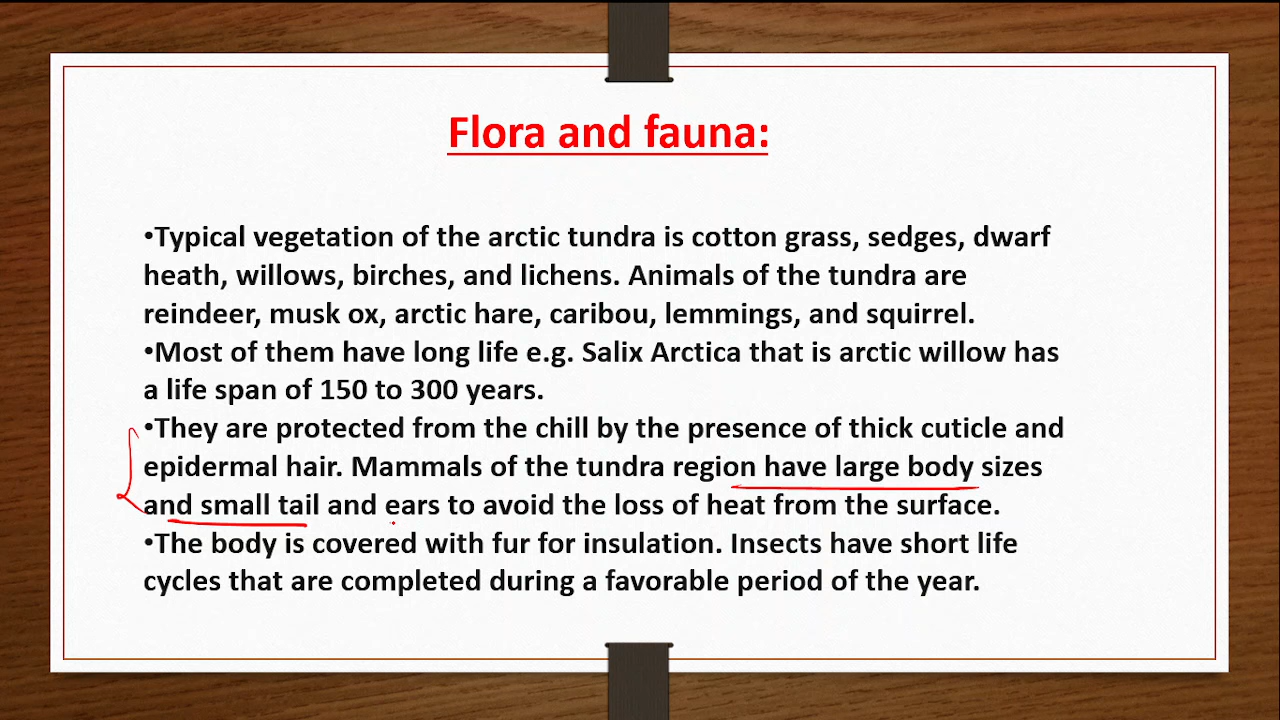 Flora and fauna:
•Typical vegetation of the arctic tundra is cotton grass, sedges, dwarf
heath, willows, birches, and lichens. Animals of the tundra are
reindeer, musk ox, arctic hare, caribou, lemmings, and squirrel.
•Most of them have long life e.g. Salix Arctica that is arctic willow has
a life span of 150 to 300 years.
•They are protected from the chill by the presence of thick cuticle and
epidermal hair. Mammals of the tundra region have large body sizes
and small tail and ears to avoid the loss of heat from the surface.
•The body is covered with fur for insulation. Insects have short life
cycles that are completed during a favorable period of the year.